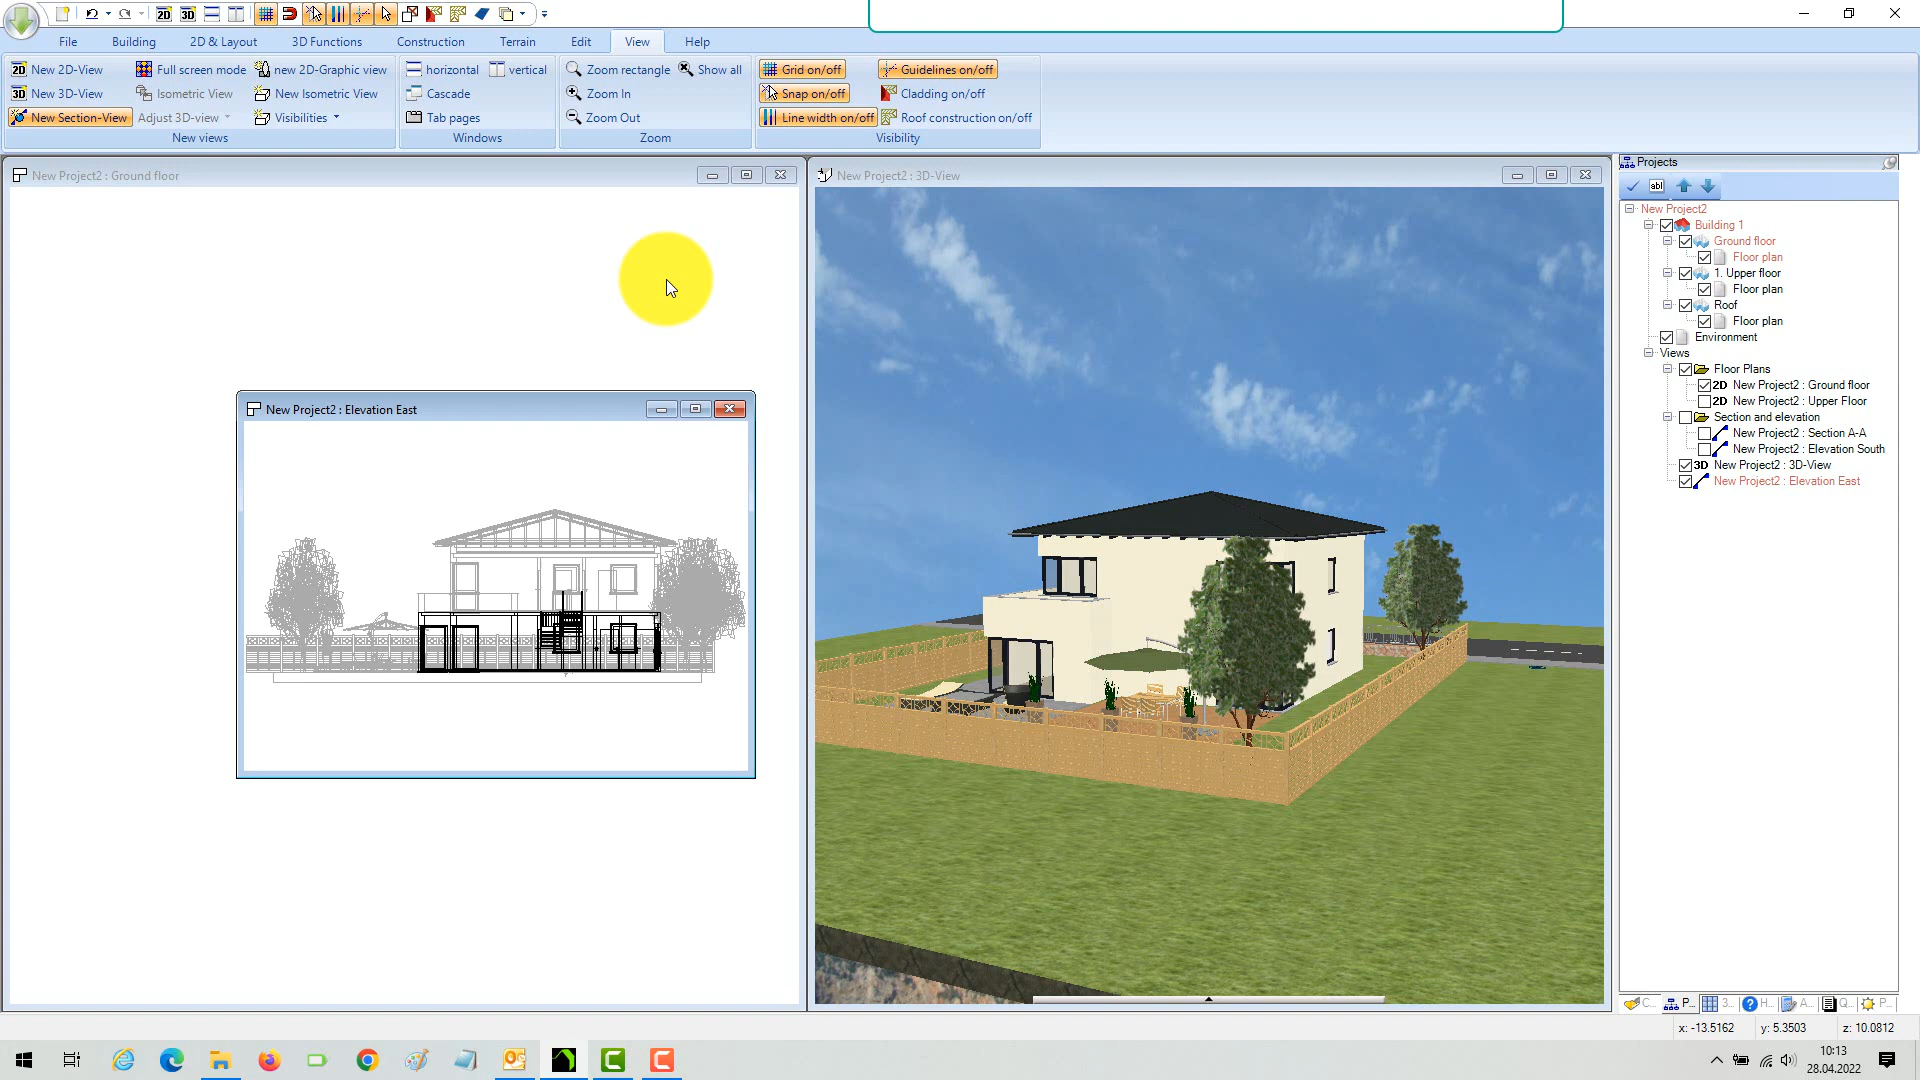 File Building 2D & Layout 3D Functions Construction Terrain Edit View Help
2D New 2D-View Full screen mode new 2D-Graphic view horizontal vertical Zoom rectangle Show all Grid on/off Guidelines on/off
3D New 3D-View Isometric View New Isometric View Cascade Zoom In Snap on/off Cladding on/off
New Section-View Adjust 3D-view Visibilities Tab pages Zoom Out Line width on/off Roof construction on/off
New views Windows Zoom Visibility
New Project2 : Ground floor
New Project2 : 3D-View
New Project2 : Elevation East
Projects
abl
New Project2
Building 1
Ground floor
Floor plan
1. Upper floor
Floor plan
Roof
Floor plan
Environment
Views
Floor Plans
2D New Project2 : Ground floor
2D New Project2 : Upper Floor
Section and elevation
New Project2 : Section A-A
New Project2 : Elevation South
3D New Project2 : 3D-View
New Project2 : Elevation East
C... P... 3... H... A... Q... P...
x: -13.5162 y: 5.3503 z: 10.0812
10:13
28.04.2022